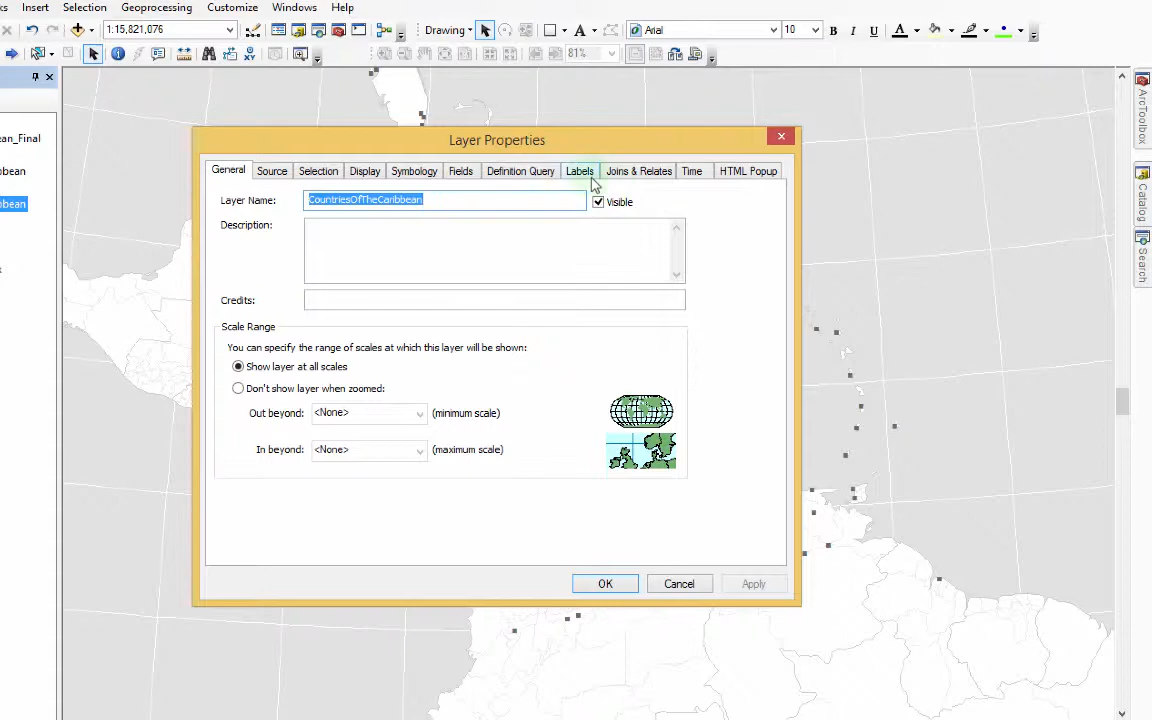 ks Insert Selection Geoprocessing Customize Windows Help
1:15,821,076 Drawing A Arial 10 B I U A
81%
ArcToolbox
Catalog
Search
ean_Final
bbean
bbean
Layer Properties
General Source Selection Display Symbology Fields Definition Query Labels Joins & Relates Time HTML Popup
Layer Name: CountriesOfTheCaribbean Visible
Description:
Credits:
Scale Range
You can specify the range of scales at which this layer will be shown:
Show layer at all scales
Don't show layer when zoomed:
Out beyond: <None> (minimum scale)
In beyond: <None> (maximum scale)
OK Cancel Apply